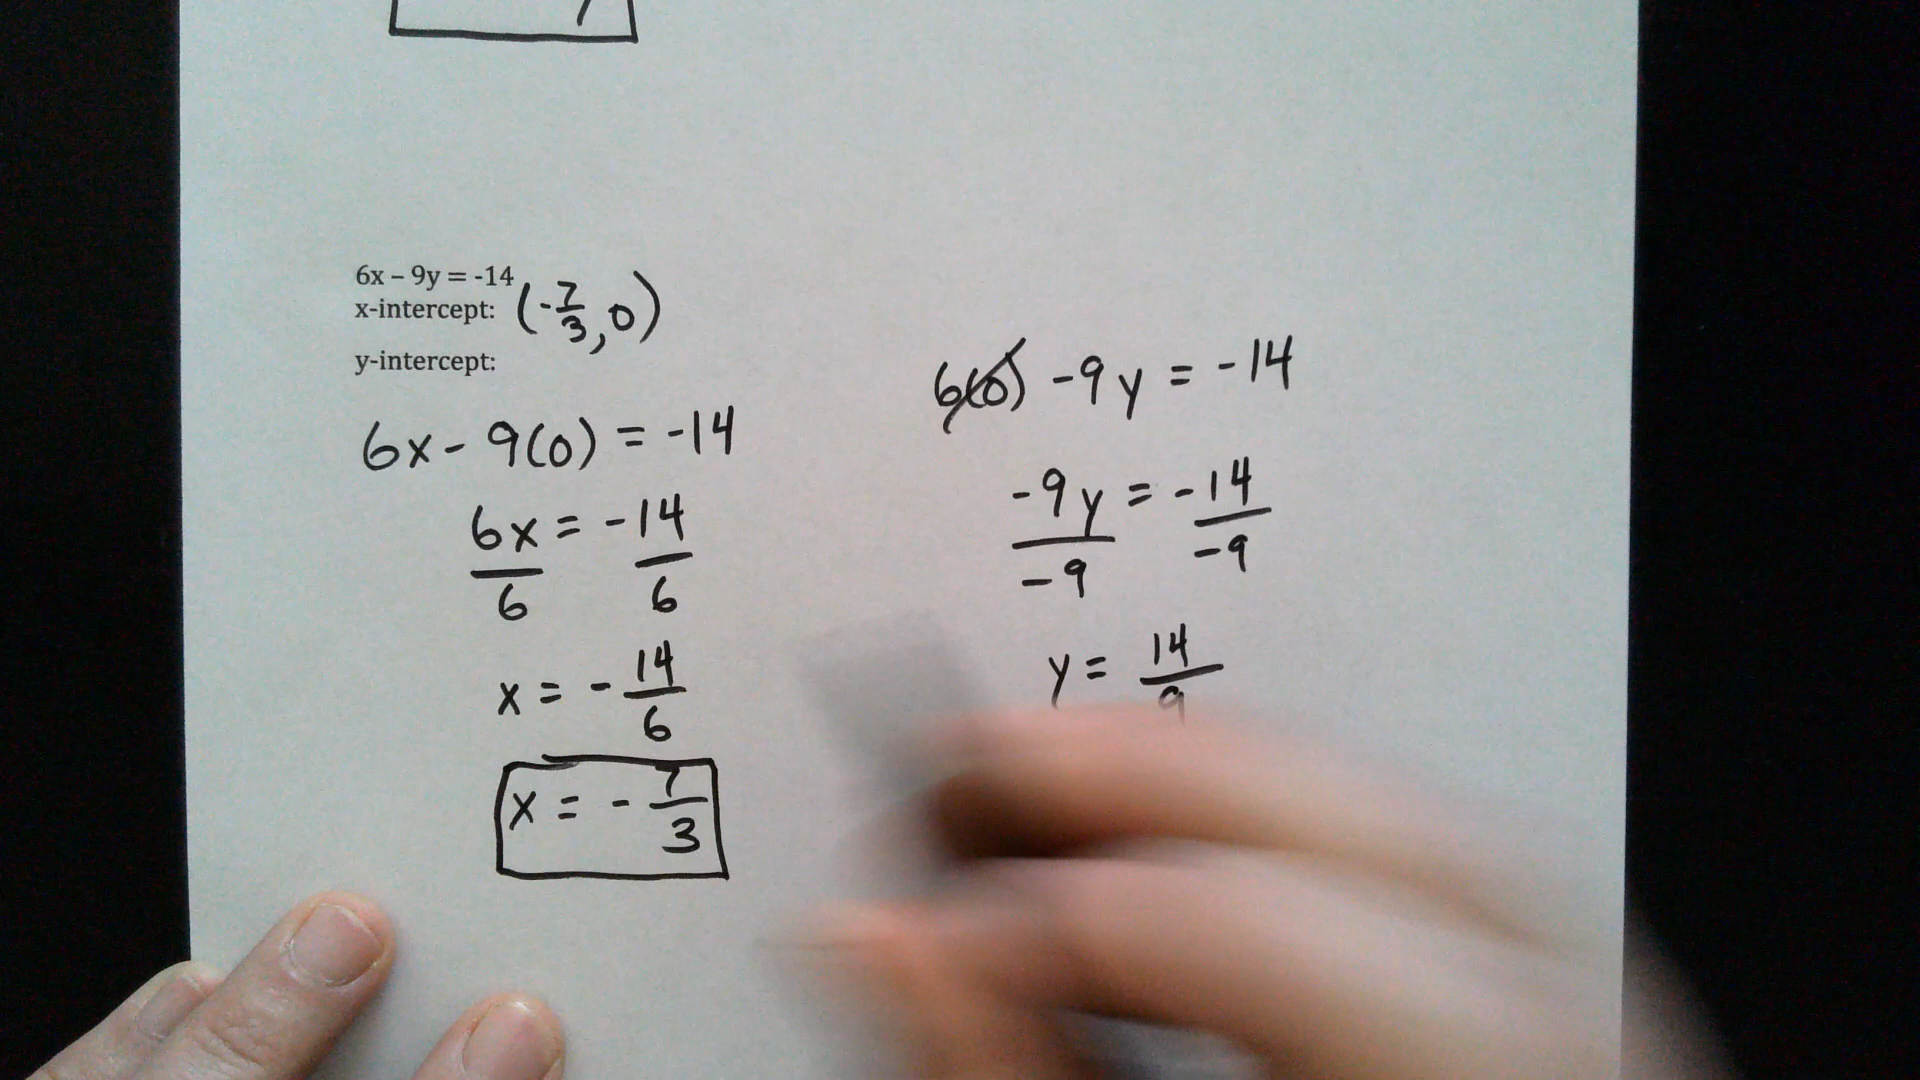 6x – 9y = -14
x-intercept: (-7/3, 0)
y-intercept:
6x - 9(0) = -14
6x/6 = -14/6
x = -14/6
x = -7/3
6(0) - 9y = -14
-9y/-9 = -14/-9
y = 14/9